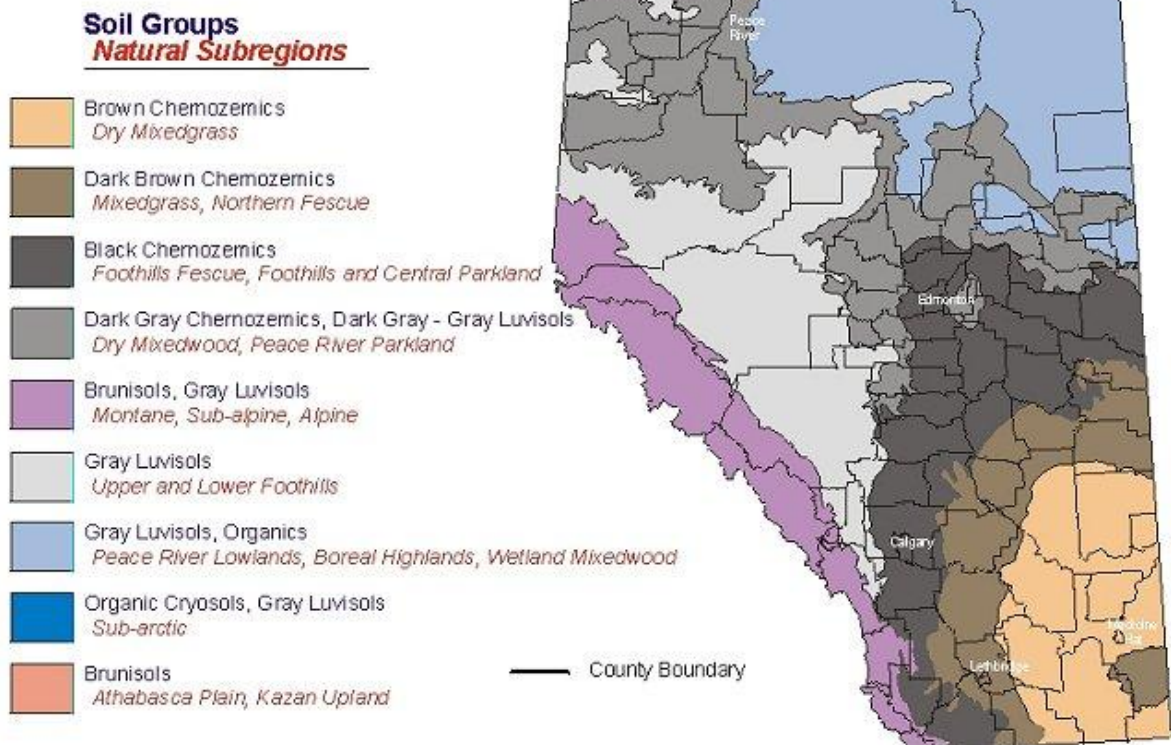 Soil Groups
Natural Subregions
Brown Chernozemics
Dry Mixedgrass
Dark Brown Chernozemics
Mixedgrass, Northern Fescue
Black Chernozemics
Foothills Fescue, Foothills and Central Parkland
Dark Gray Chernozemics, Dark Gray - Gray Luvisols
Dry Mixedwood, Peace River Parkland
Brunisols, Gray Luvisols
Montane, Sub-alpine, Alpine
Gray Luvisols
Upper and Lower Foothills
Gray Luvisols, Organics
Peace River Lowlands, Boreal Highlands, Wetland Mixedwood
Organic Cryosols, Gray Luvisols
Sub-arctic
Brunisols
Athabasca Plain, Kazan Upland
County Boundary
Peace
River
Edmonton
Calgary
Medicine
Hat
Lethbridge